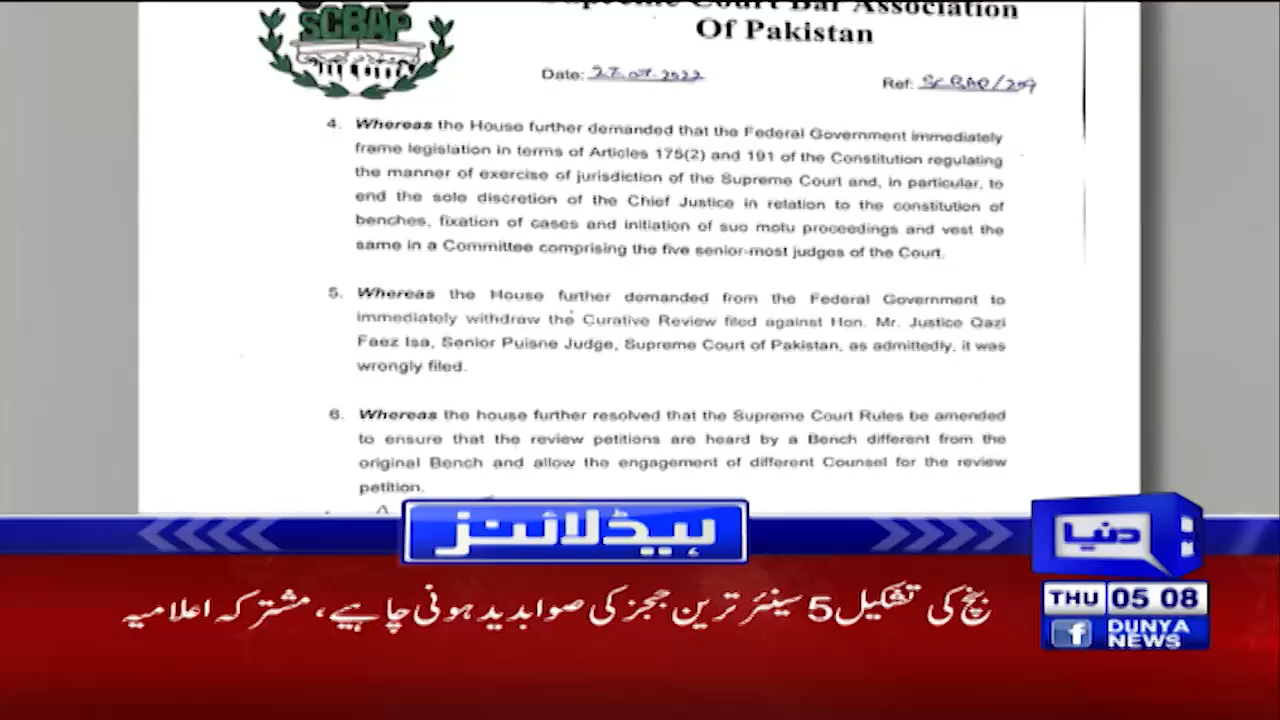 SCBAP
Supreme Court Bar Association
Of Pakistan
Date: 27.07.2022
Ref: SCBAP/209
4. Whereas the House further demanded that the Federal Government immediately
frame legislation in terms of Articles 175(2) and 191 of the Constitution regulating
the manner of exercise of jurisdiction of the Supreme Court and, in particular, to
end the sole discretion of the Chief Justice in relation to the constitution of
benches, fixation of cases and initiation of suo motu proceedings and vest the
same in a Committee comprising the five senior-most judges of the Court.
5. Whereas the House further demanded from the Federal Government to
immediately withdraw the Curative Review filed against Hon. Mr. Justice Qazi
Faez Isa, Senior Puisne Judge, Supreme Court of Pakistan, as admittedly, it was
wrongly filed.
6. Whereas the house further resolved that the Supreme Court Rules be amended
to ensure that the review petitions are heard by a Bench different from the
original Bench and allow the engagement of different Counsel for the review
petition.
ہیڈلائنز
دنیا
بنچ کی تشکیل 5 سینئر ترین ججز کی صوابدید ہونی چاہیے، مشترکہ اعلامیہ
THU 05 08
DUNYA
NEWS